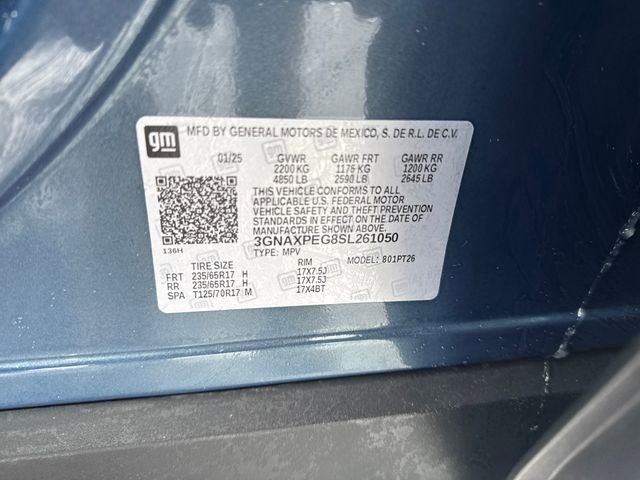 gm
MFD BY GENERAL MOTORS DE MEXICO, S. DE R.L. DE C.V.
01/25 GVWR GAWR FRT GAWR RR
2200 KG 1175 KG 1200 KG
4850 LB 2590 LB 2645 LB
THIS VEHICLE CONFORMS TO ALL
APPLICABLE U.S. FEDERAL MOTOR
VEHICLE SAFETY AND THEFT PREVENTION
STANDARDS IN EFFECT ON THE DATE OF
MANUFACTURE SHOWN ABOVE.
3GNAXPEG8SL261050
136H
TYPE: MPV MODEL: 801PT26
TIRE SIZE RIM
FRT 235/65R17 H 17X7.5J
RR 235/65R17 H 17X7.5J
SPA T125/70R17 M 17X4BT